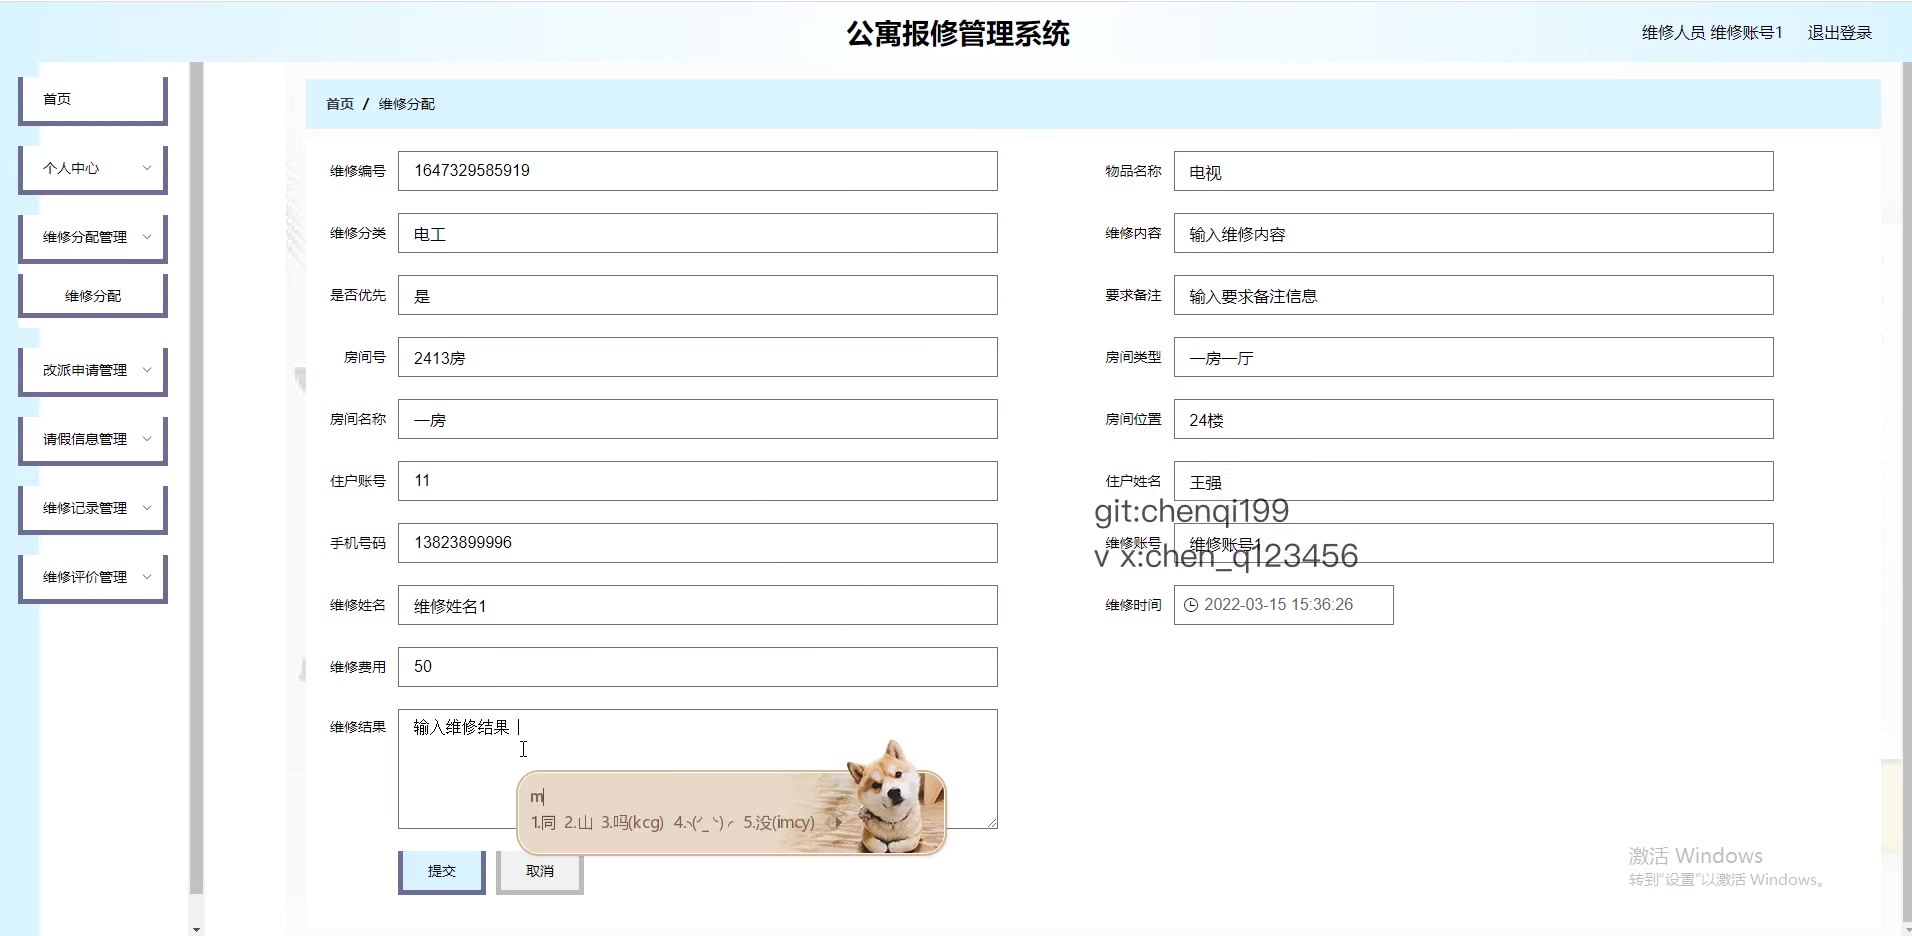 公寓报修管理系统
维修人员 维修账号1 退出登录
首页
个人中心
维修分配管理
维修分配
改派申请管理
请假信息管理
维修记录管理
维修评价管理
首页 / 维修分配
维修编号 1647329585919
物品名称 电视
维修分类 电工
维修内容 输入维修内容
是否优先 是
要求备注 输入要求备注信息
房间号 2413房
房间类型 一房一厅
房间名称 一房
房间位置 24楼
住户账号 11
住户姓名 王强
git:chenqi199
手机号码 13823899996
维修账号 维修账号1
v x:chen_q123456
维修姓名 维修姓名1
维修时间 2022-03-15 15:36:26
维修费用 50
维修结果 输入维修结果
m
1.同 2.山 3.吗(kcg) 5.没(imcy)
提交 取消
激活 Windows
转到"设置"以激活 Windows。